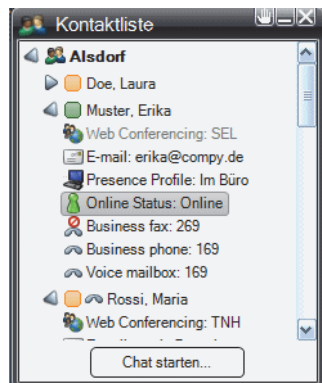 Kontaktliste
Alsdorf
Doe, Laura
Muster, Erika
Web Conferencing: SEL
E-mail: erika@compy.de
Presence Profile: Im Büro
Online Status: Online
Business fax: 269
Business phone: 169
Voice mailbox: 169
Rossi, Maria
Web Conferencing: TNH
Chat starten...